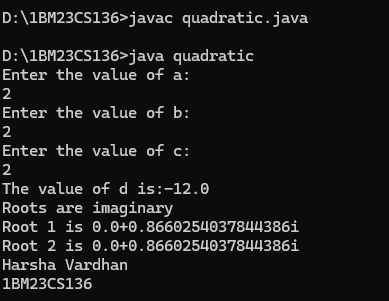 D:\1BM23CS136>javac quadratic.java
D:\1BM23CS136>java quadratic
Enter the value of a:
2
Enter the value of b:
2
Enter the value of c:
2
The value of d is:-12.0
Roots are imaginary
Root 1 is 0.0+0.8660254037844386i
Root 2 is 0.0+0.8660254037844386i
Harsha Vardhan
1BM23CS136